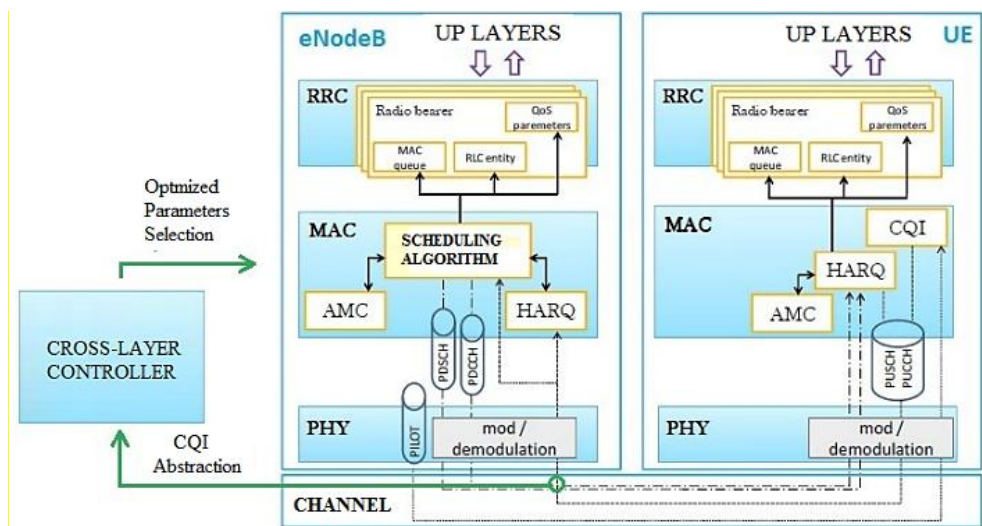 eNodeB
UP LAYERS
RRC
Radio bearer
QoS
paremeters
MAC
queue
RLC entity
MAC
SCHEDULING
ALGORITHM
AMC
HARQ
PDSCH
PDCCH
PHY
PILOT
mod /
demodulation
UP LAYERS
UE
RRC
Radio bearer
QoS
paremeters
MAC
queue
RLC entity
MAC
CQI
HARQ
AMC
PUSCH
PUCCH
PHY
mod /
demodulation
CHANNEL
Optmized
Parameters
Selection
CROSS-LAYER
CONTROLLER
CQI
Abstraction